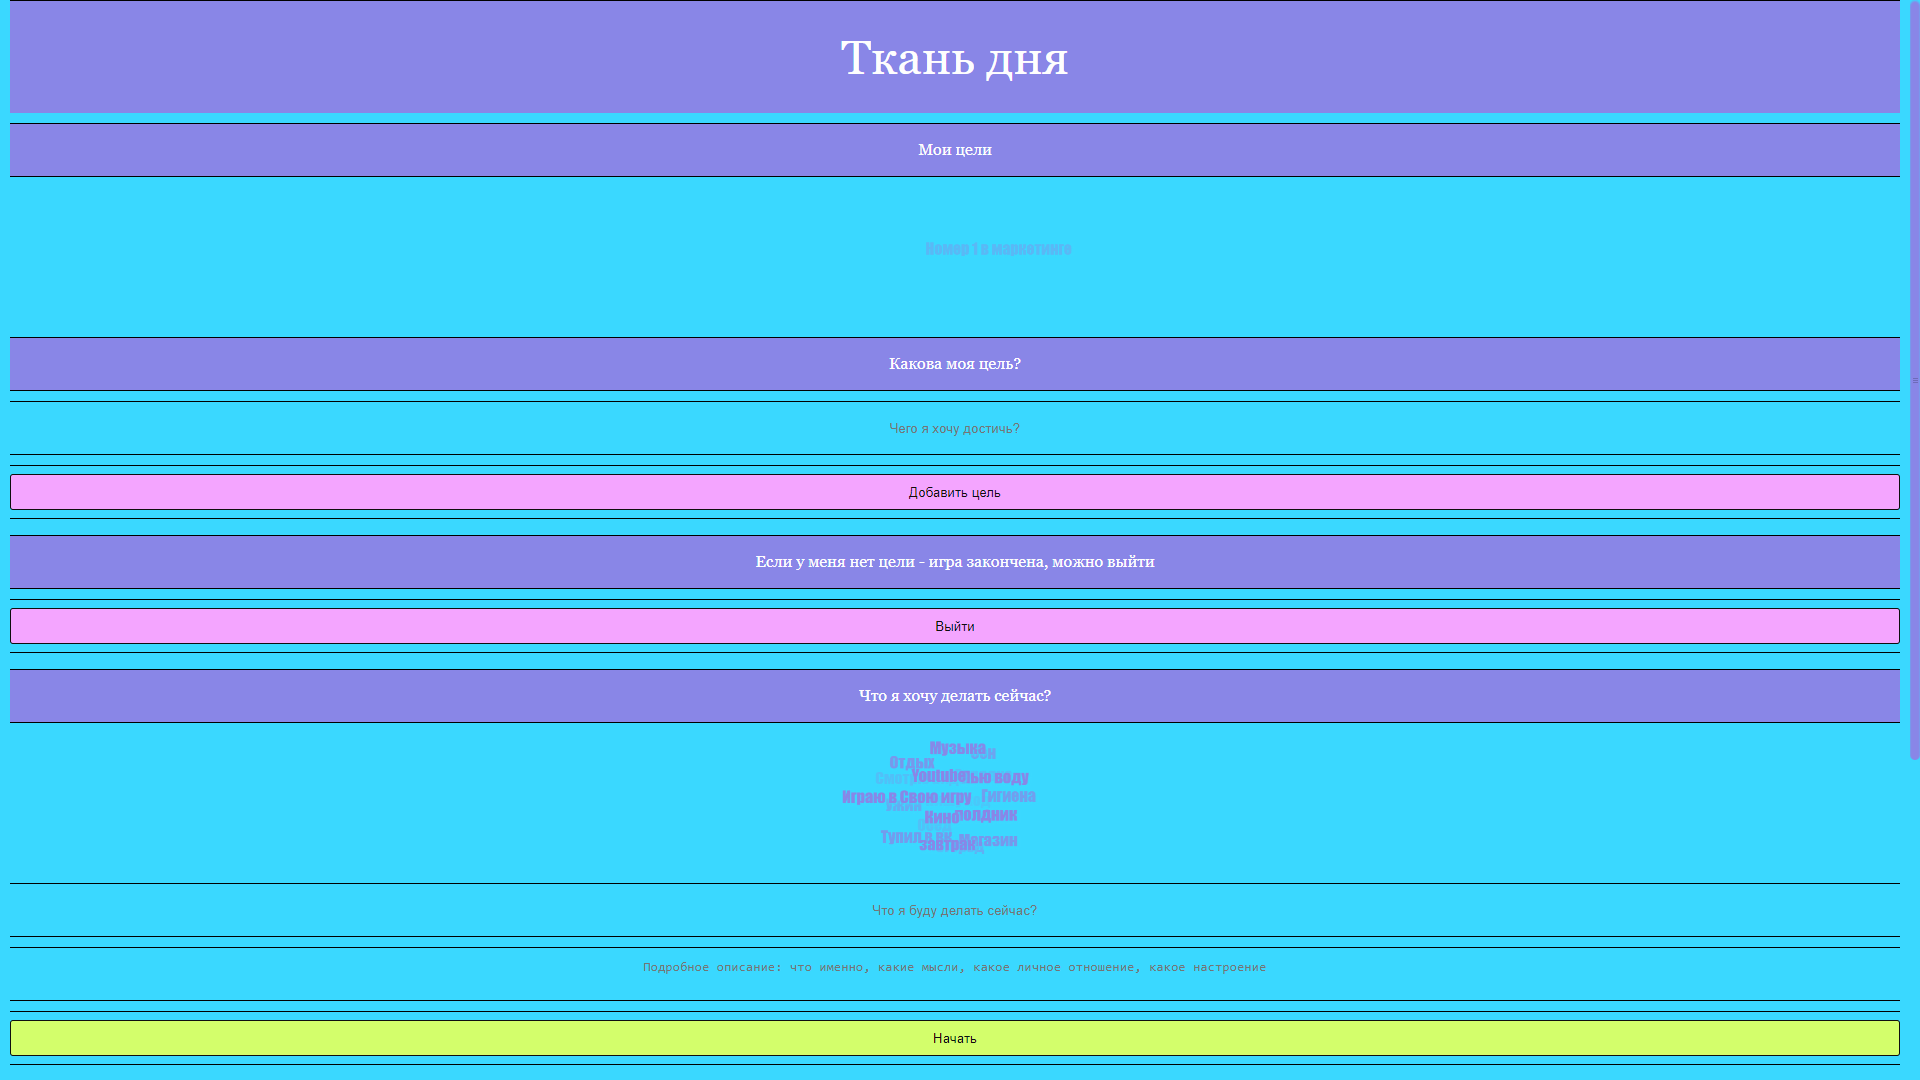 Ткань дня
Мои цели
Номер 1 в маркетинге
Какова моя цель?
Чего я хочу достичь?
Добавить цель
Если у меня нет цели - игра закончена, можно выйти
Выйти
Что я хочу делать сейчас?
Музыка
Сон
Отдых
Youtube
Пью воду
Играю в Свою игру
Гигиена
Ужин
Кино
полдник
Тупил в вк
Магазин
завтрак
Что я буду делать сейчас?
Подробное описание: что именно, какие мысли, какое личное отношение, какое настроение
Начать